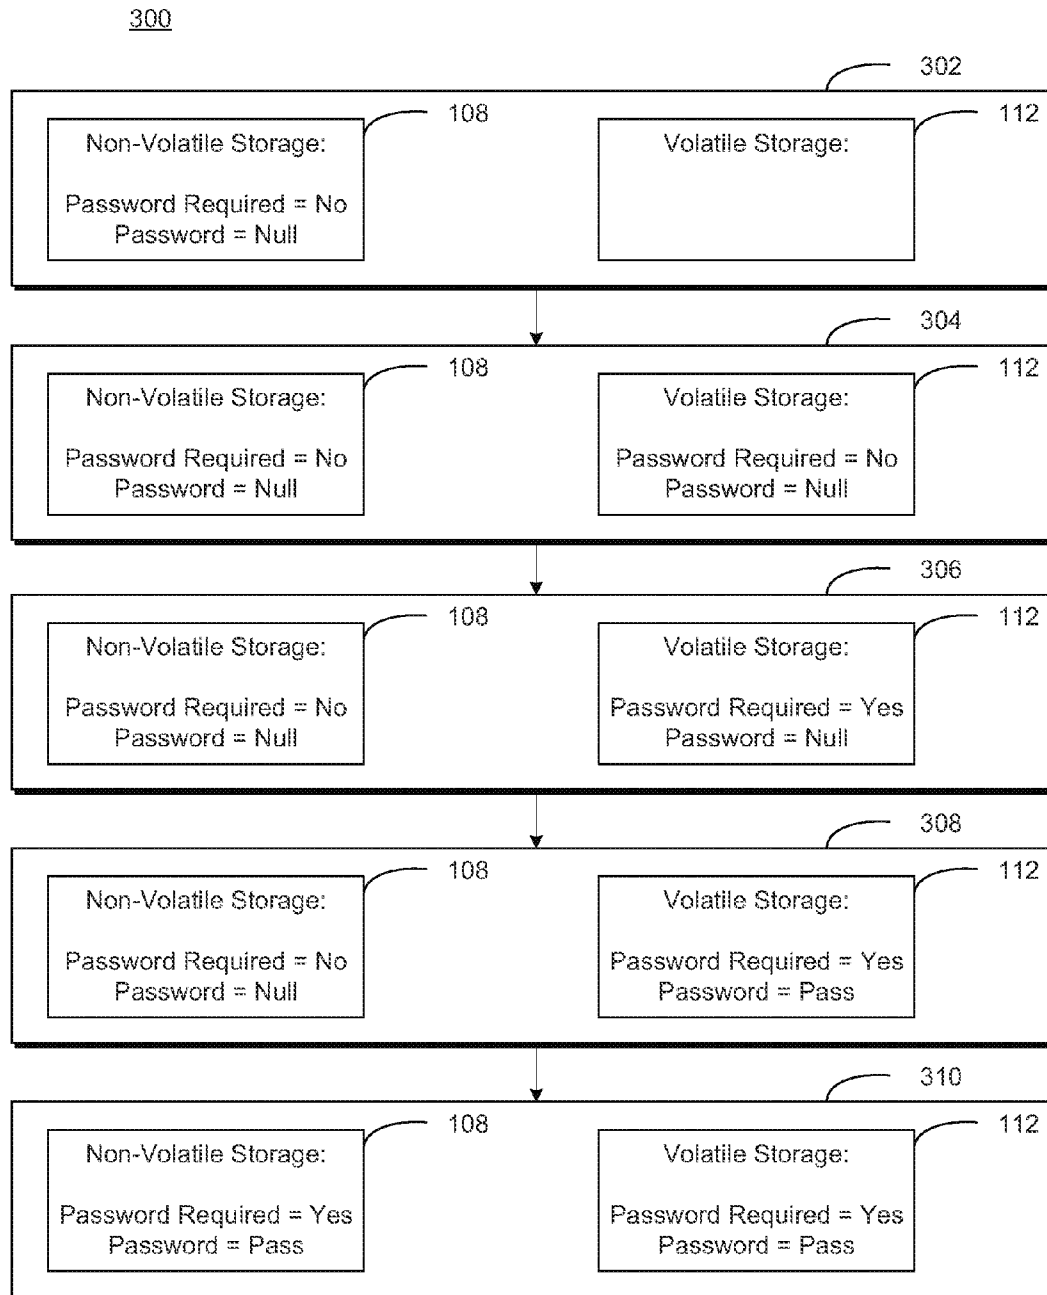 300
302
108
112
Non-Volatile Storage:
Password Required = No
Password = Null
Volatile Storage:
304
108
112
Non-Volatile Storage:
Password Required = No
Password = Null
Volatile Storage:
Password Required = No
Password = Null
306
108
112
Non-Volatile Storage:
Password Required = No
Password = Null
Volatile Storage:
Password Required = Yes
Password = Null
308
108
112
Non-Volatile Storage:
Password Required = No
Password = Null
Volatile Storage:
Password Required = Yes
Password = Pass
310
108
112
Non-Volatile Storage:
Password Required = Yes
Password = Pass
Volatile Storage:
Password Required = Yes
Password = Pass